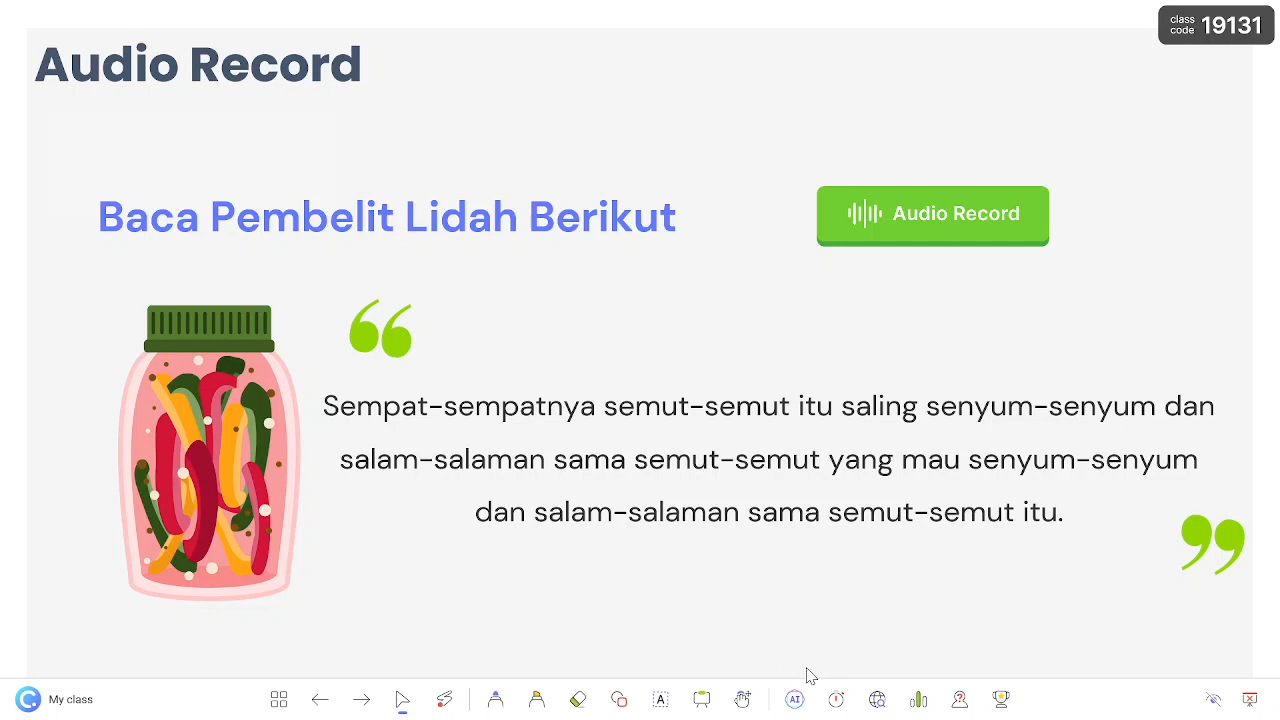 class
code 19131
Audio Record
Baca Pembelit Lidah Berikut
Audio Record
“
Sempat-sempatnya semut-semut itu saling senyum-senyum dan
salam-salaman sama semut-semut yang mau senyum-senyum
dan salam-salaman sama semut-semut itu.
”
My class
A
AI